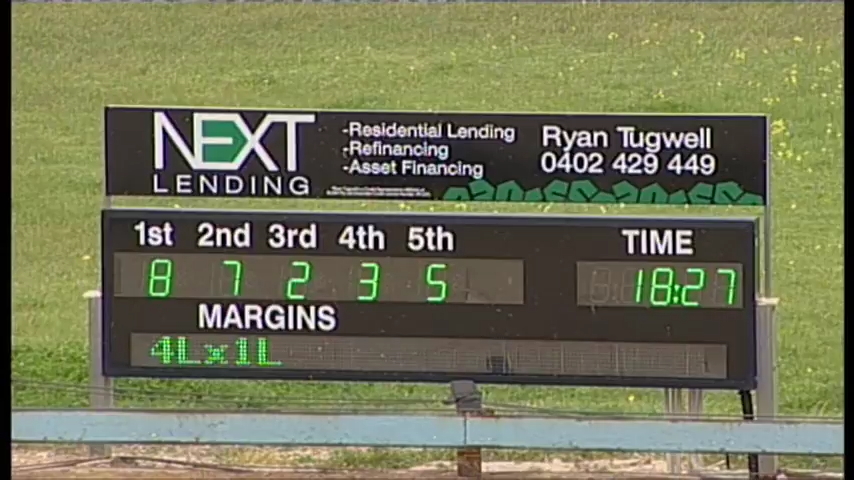 NEXT
LENDING
-Residential Lending
-Refinancing
-Asset Financing
Ryan Tugwell
0402 429 449
1st 2nd 3rd 4th 5th
8 7 2 3 5
TIME
18:27
MARGINS
4Lx1L